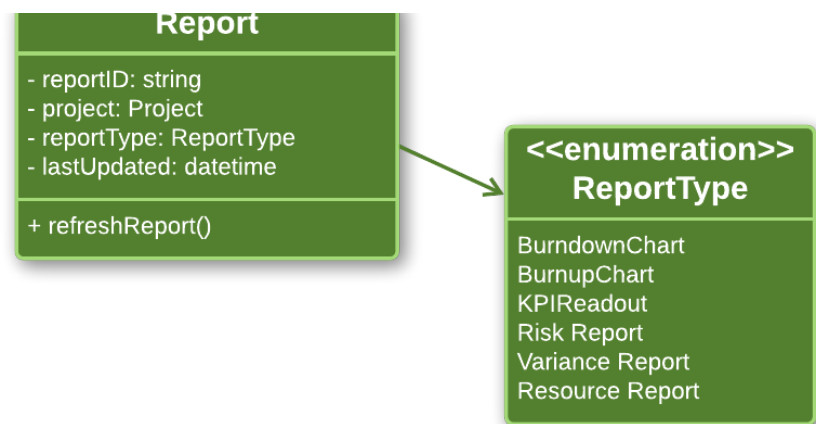 Report
- reportID: string
- project: Project
- reportType: ReportType
- lastUpdated: datetime
+ refreshReport()
<<enumeration>>
ReportType
BurndownChart
BurnupChart
KPIReadout
Risk Report
Variance Report
Resource Report